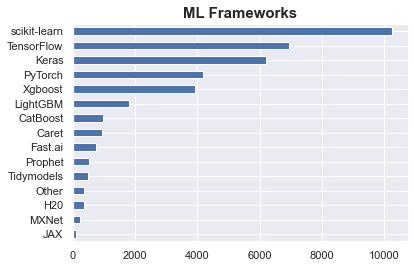 ML Frameworks
scikit-learn
TensorFlow
Keras
PyTorch
Xgboost
LightGBM
CatBoost
Caret
Fast.ai
Prophet
Tidymodels
Other
H20
MXNet
JAX
0 2000 4000 6000 8000 10000